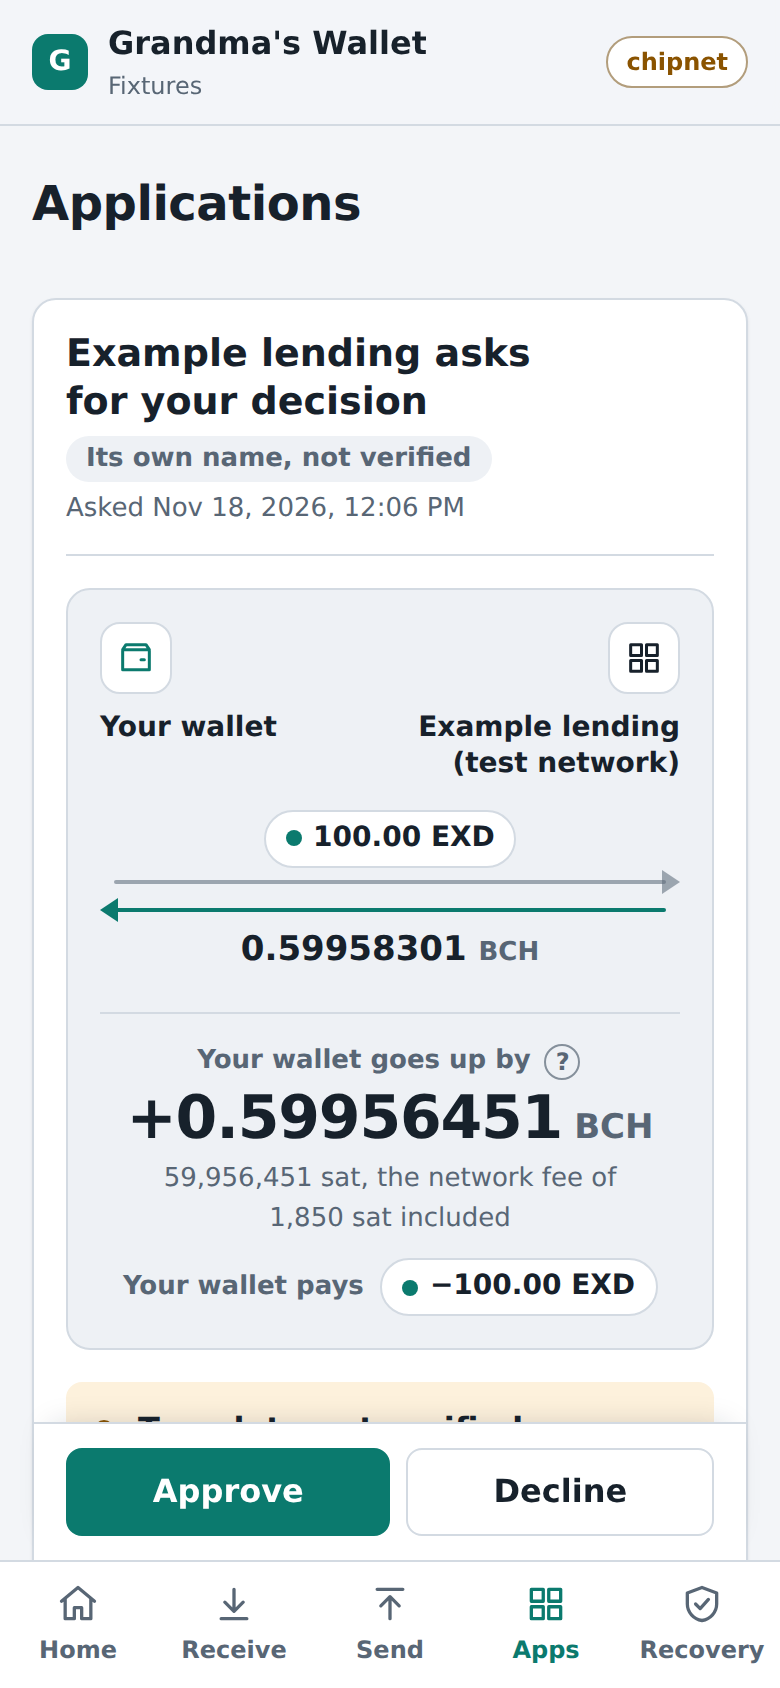 G
Grandma's Wallet
Fixtures
chipnet
Applications
Example lending asks
for your decision
Its own name, not verified
Asked Nov 18, 2026, 12:06 PM
Your wallet
Example lending
(test network)
100.00 EXD
0.59958301 BCH
Your wallet goes up by ?
+0.59956451 BCH
59,956,451 sat, the network fee of
1,850 sat included
Your wallet pays −100.00 EXD
Approve
Decline
Home
Receive
Send
Apps
Recovery